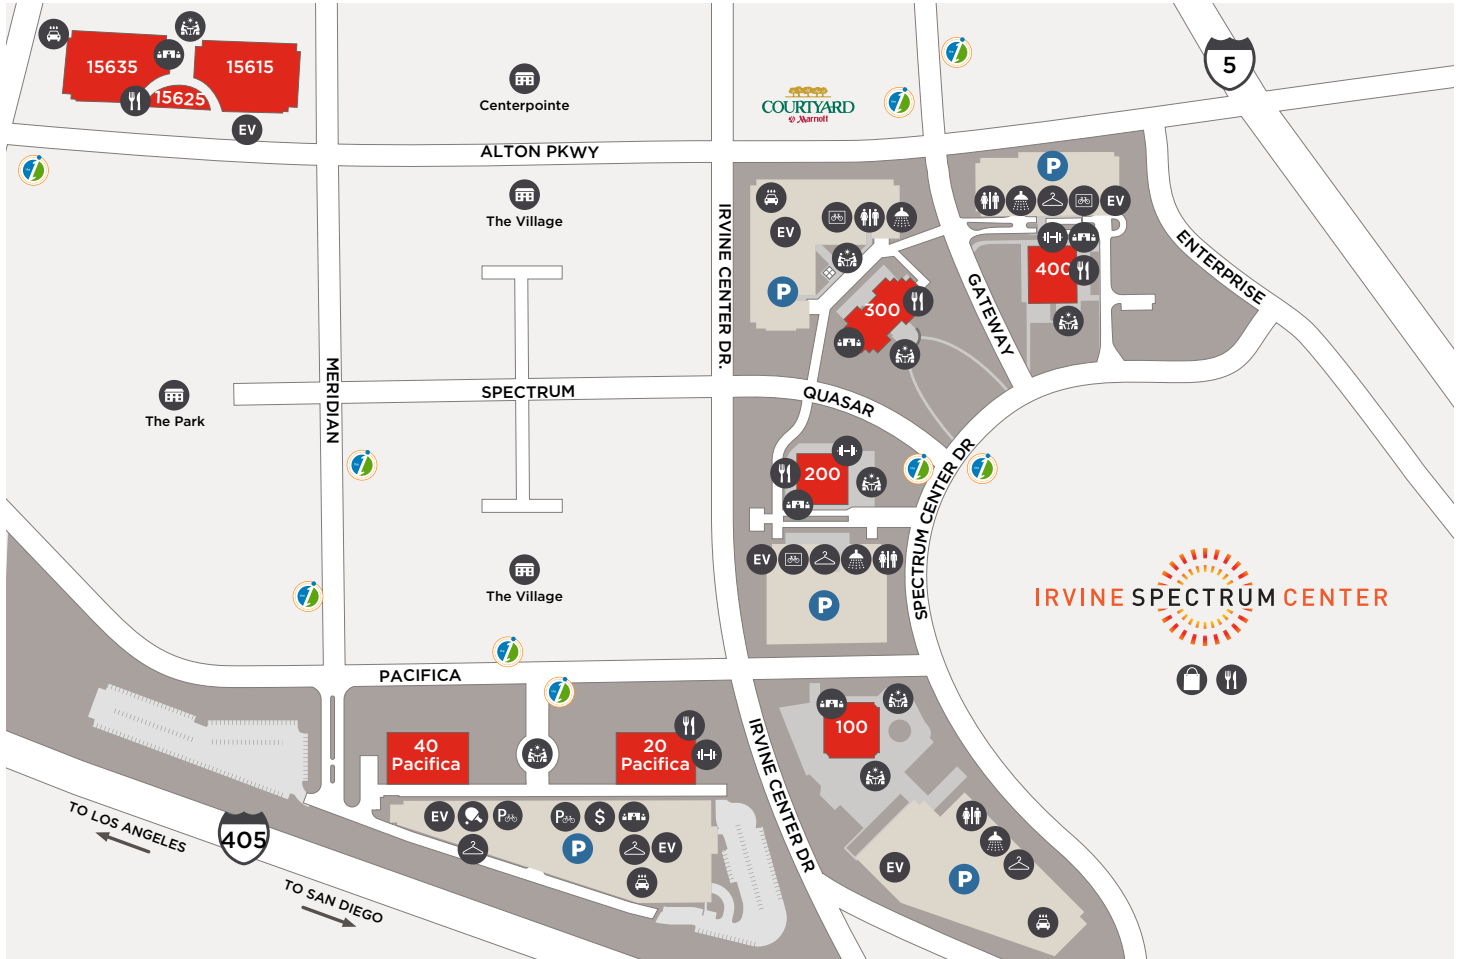 15635
15615
15625
EV
5
Centerpointe
COURTYARD
Marriott
ALTON PKWY
P
The Village
EV
EV
IRVINE CENTER DR.
ENTERPRISE
400
GATEWAY
P
300
MERIDIAN
SPECTRUM
QUASAR
The Park
200
SPECTRUM CENTER DR
EV
The Village
P
IRVINE SPECTRUM CENTER
PACIFICA
40
Pacifica
20
Pacifica
100
IRVINE CENTER DR
EV
P
P
$
P
EV
EV
P
TO LOS ANGELES
405
TO SAN DIEGO